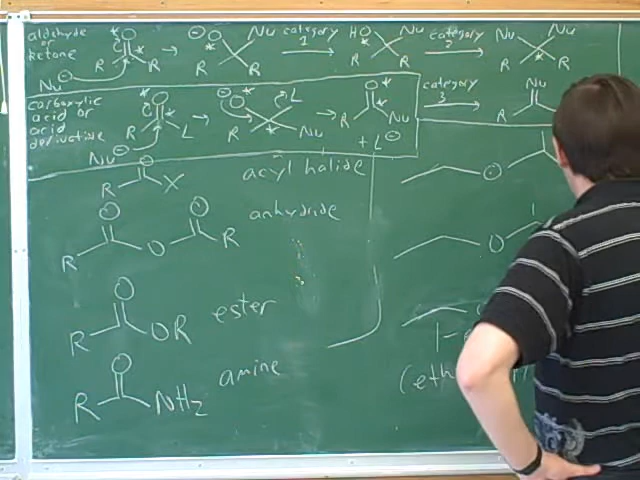 aldehyde
or
ketone
O
R R
Nu ⊖
⊖ O Nu
R R
category
1
HO Nu
R R
category
2
Nu Nu
R R
carboxylic
acid or
acid
derivative
O
R L
Nu ⊖
⊖ O L
R Nu
O
R Nu
+ L ⊖
category
3
Nu
R
O
R X
acyl halide
O O
R O R
anhydride
O
R OR
ester
O
R NH2
amine
O
O
1-
(eth